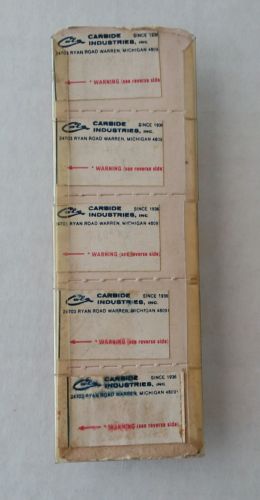 CARBIDE SINCE 1936
INDUSTRIES, INC.
24703 RYAN ROAD WARREN, MICHIGAN 4809
* WARNING (see reverse side)
CARBIDE SINCE 1936
INDUSTRIES, INC.
24703 RYAN ROAD WARREN, MICHIGAN 4809
* WARNING (see reverse side)
CARBIDE SINCE 1936
INDUSTRIES, INC.
24703 RYAN ROAD WARREN, MICHIGAN 4809
* WARNING (see reverse side)
CARBIDE SINCE 1936
INDUSTRIES, INC.
24703 RYAN ROAD WARREN, MICHIGAN 48091
* WARNING (see reverse side)
CARBIDE SINCE 1936
INDUSTRIES, INC.
24703 RYAN ROAD WARREN, MICHIGAN 48091
* WARNING (see reverse side)